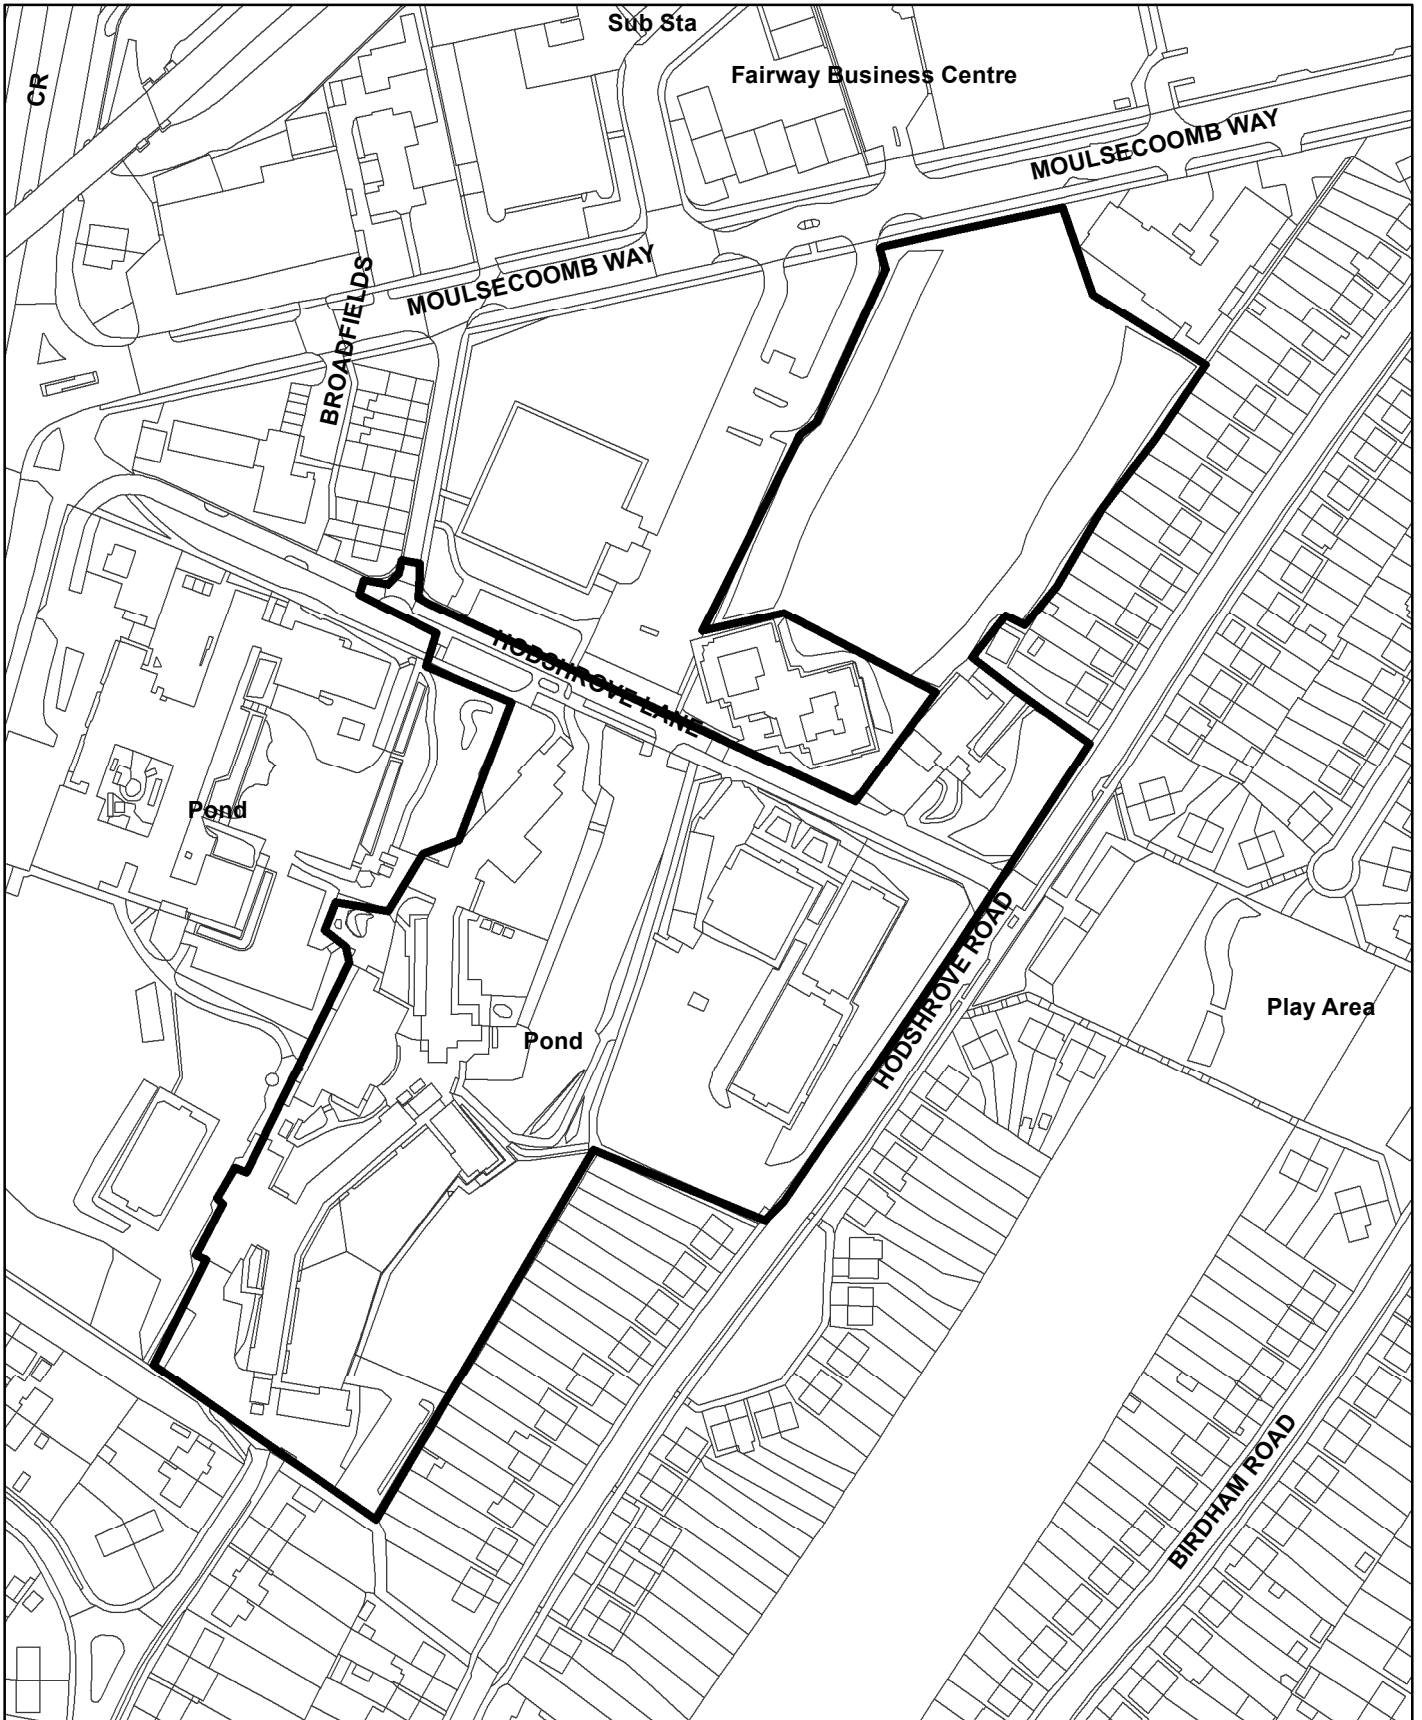 Sub Sta
CR
Fairway Business Centre
MOULSECOOMB WAY
MOULSECOOMB WAY
BROADFIELDS
HODSHROVE LANE
Pond
HODSHROVE ROAD
Play Area
Pond
BIRDHAM ROAD